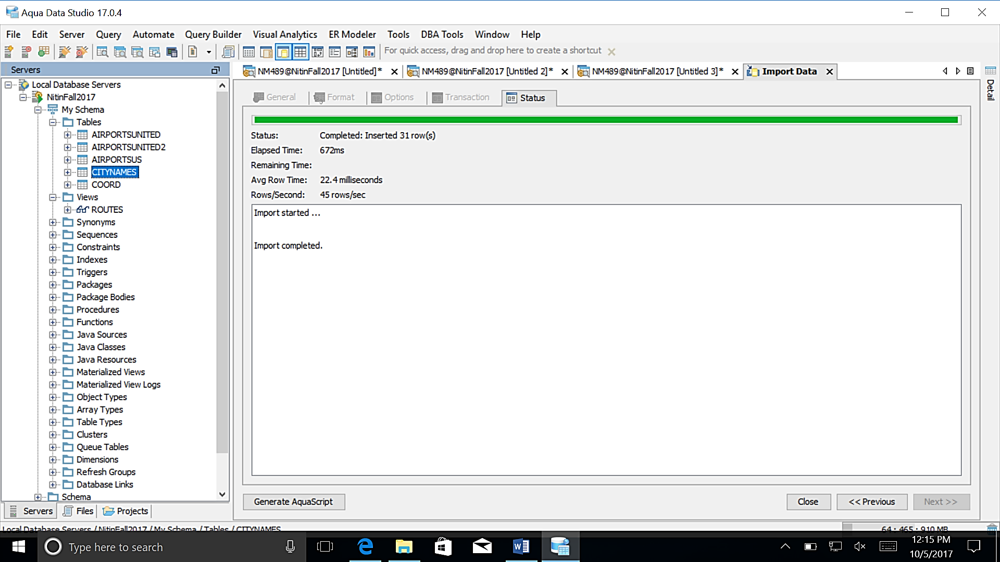 Aqua Data Studio 17.0.4
File Edit Server Query Automate Query Builder Visual Analytics ER Modeler Tools DBA Tools Window Help
For quick access, drag and drop here to create a shortcut
Servers
NM489@NitinFall2017 [Untitled]* NM489@NitinFall2017 [Untitled 2]* NM489@NitinFall2017 [Untitled 3]* Import Data
Detail
Local Database Servers
NitinFall2017
My Schema
Tables
AIRPORTSUNITED
AIRPORTSUNITED2
AIRPORTSUS
CITYNAMES
COORD
Views
ROUTES
Synonyms
Sequences
Constraints
Indexes
Triggers
Packages
Package Bodies
Procedures
Functions
Java Sources
Java Classes
Java Resources
Materialized Views
Materialized View Logs
Object Types
Array Types
Table Types
Clusters
Queue Tables
Dimensions
Refresh Groups
Database Links
Schema
Servers Files Projects
General Format Options Transaction Status
Status: Completed: Inserted 31 row(s)
Elapsed Time: 672ms
Remaining Time:
Avg Row Time: 22.4 milliseconds
Rows/Second: 45 rows/sec
Import started ...
Import completed.
Generate AquaScript Close << Previous Next >>
Local Database Servers / NitinFall2017 / My Schema / Tables / CITYNAMES
64 : 465 : 910 MB
Type here to search
12:15 PM
10/5/2017